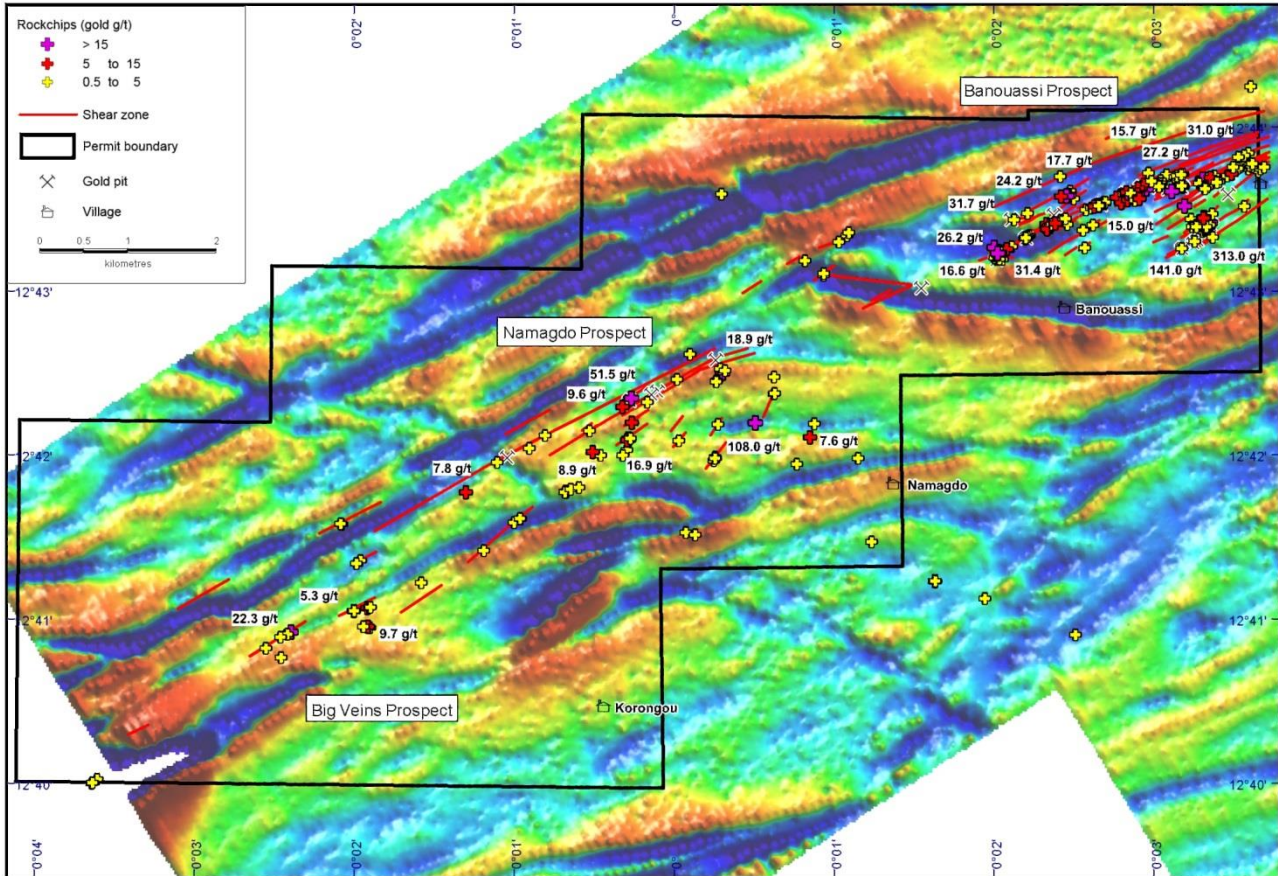 Rockchips (gold g/t)
> 15
5 to 15
0.5 to 5
Shear zone
Permit boundary
Gold pit
Village
0 0.5 1 2
kilometres
0°02'
0°01'
0°
0°02
0°03'
Banouassi Prospect
15.7 g/t
31.0 g/t
12°44'
27.2 g/t
17.7 g/t
24.2 g/t
31.7 g/t
15.0 g/t
26.2 g/t
16.6 g/t
31.4 g/t
141.0 g/t
313.0 g/t
12°43'
12°43'
Banouassi
Namagdo Prospect
18.9 g/t
51.5 g/t
9.6 g/t
108.0 g/t
7.6 g/t
12°42'
12°42'
7.8 g/t
8.9 g/t
16.9 g/t
Namagdo
5.3 g/t
22.3 g/t
9.7 g/t
12°41'
12°41'
Big Veins Prospect
Korongou
12°40'
12°40'
0°04'
0°03'
0°02'
0°01'
0°
0°01'
0°02
0°03'